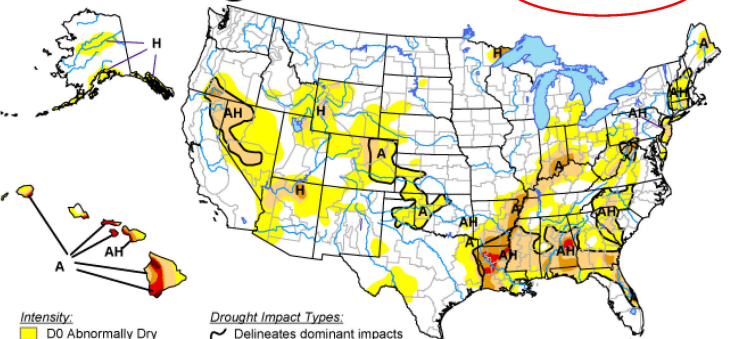 H
H
A
H
AH
AH
AH
H
A
A
H
A
AH
A
AH
A
AH
AH
A
AH
Intensity:
Drought Impact Types:
D0 Abnormally Dry
Delineates dominant impacts